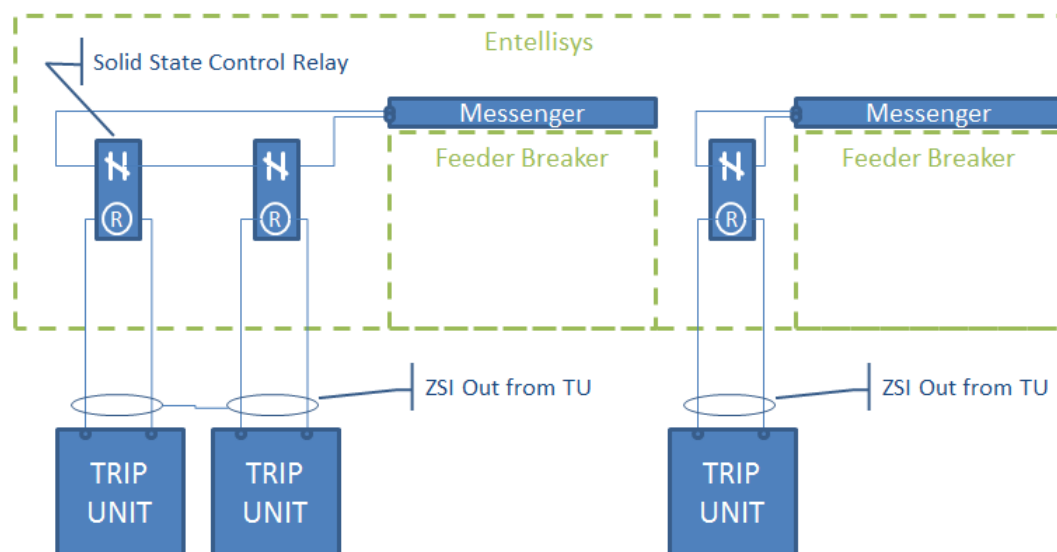 Entellisys
Solid State Control Relay
Messenger
Messenger
Feeder Breaker
Feeder Breaker
R
R
R
ZSI Out from TU
ZSI Out from TU
TRIP
UNIT
TRIP
UNIT
TRIP
UNIT